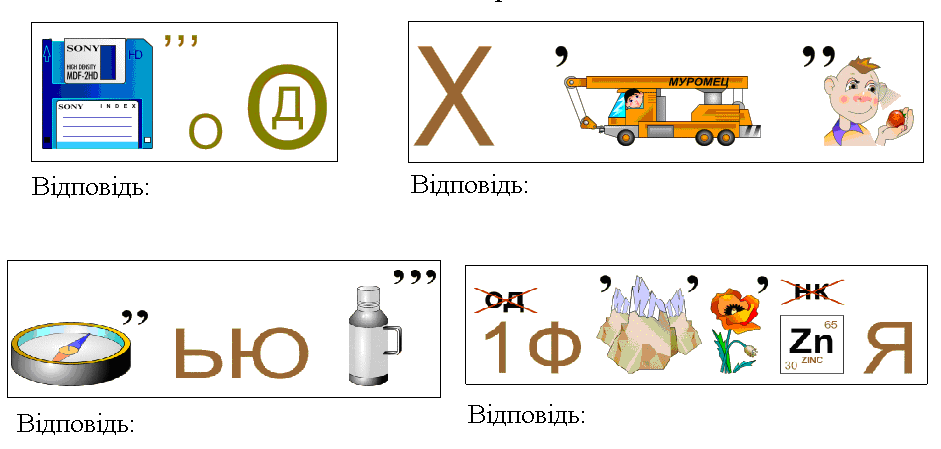 SONY
HIGH DENSITY
MDF-2HD
HD
SONY INDEX
,,,
о
О
Д
Відповідь:
Х
,
МУРОМЕЦ
,,
Відповідь:
,,
ЬЮ
,,,
Відповідь:
од
1Ф
,
,
,
нк
65
Zn
ZINC
30
Я
Відповідь: